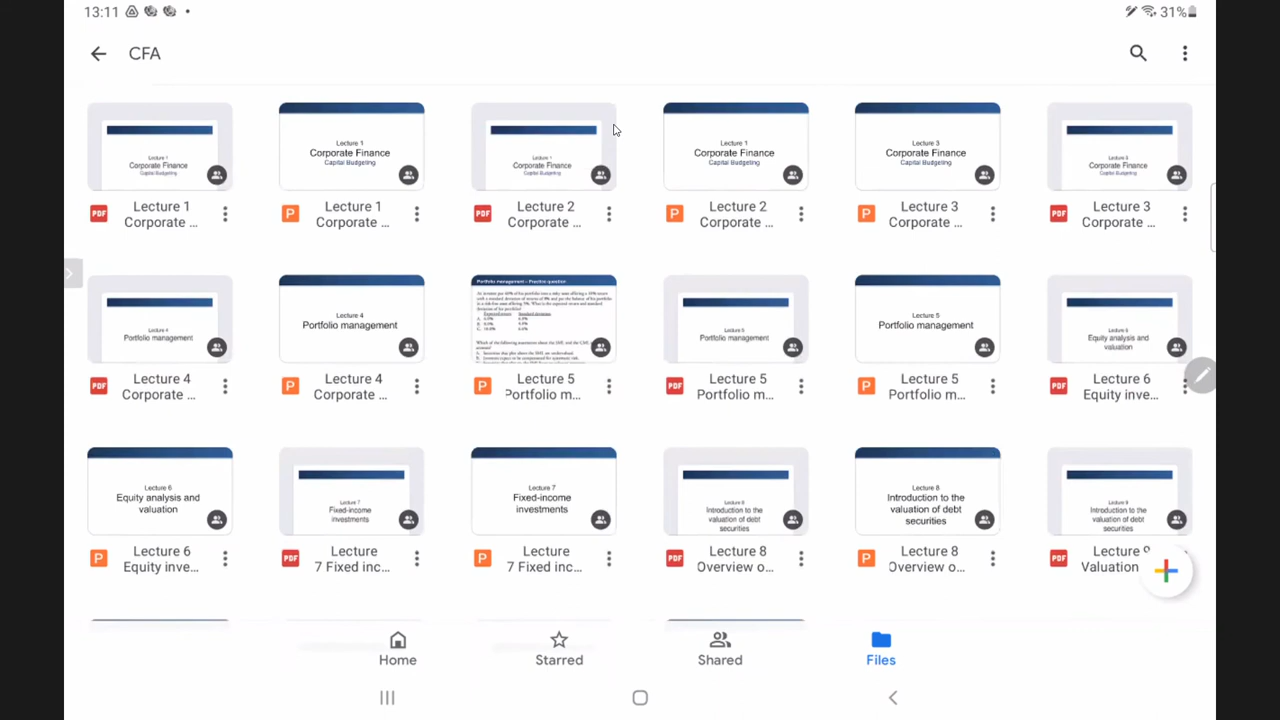 13:11
31%
CFA
Lecture 1
Corporate Finance
Capital Budgeting
Lecture 1
Corporate Finance
Capital Budgeting
Lecture 1
Corporate Finance
Capital Budgeting
Lecture 1
Corporate Finance
Capital Budgeting
Lecture 3
Corporate Finance
Capital Budgeting
Lecture 3
Corporate Finance
Capital Budgeting
PDF
Lecture 1
Corporate ...
P
Lecture 1
Corporate ...
PDF
Lecture 2
Corporate ...
P
Lecture 2
Corporate ...
P
Lecture 3
Corporate ...
PDF
Lecture 3
Corporate ...
Lecture 4
Portfolio management
Lecture 4
Portfolio management
Portfolio management – Practice question
Lecture 5
Portfolio management
Lecture 5
Portfolio management
Lecture 6
Equity analysis and
valuation
PDF
Lecture 4
Corporate ...
P
Lecture 4
Corporate ...
P
Lecture 5
Portfolio m...
PDF
Lecture 5
Portfolio m...
P
Lecture 5
Portfolio m...
PDF
Lecture 6
Equity inve...
Lecture 6
Equity analysis and
valuation
Lecture 7
Fixed-income
investments
Lecture 7
Fixed-income
investments
Lecture 8
Introduction to the
valuation of debt
securities
Lecture 8
Introduction to the
valuation of debt
securities
Introduction to the
valuation of debt
securities
P
Lecture 6
Equity inve...
PDF
Lecture
7 Fixed inc...
P
Lecture
7 Fixed inc...
PDF
Lecture 8
Overview o...
P
Lecture 8
Overview o...
PDF
Lecture 9
Valuation
Home
Starred
Shared
Files